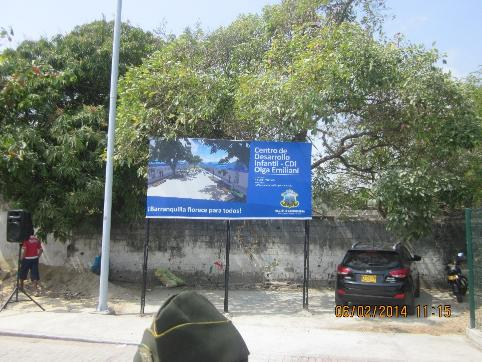 Centro de
Desarrollo
Infantil - CDI
Olga Emiliani
¡Barranquilla florece para todos!
06/02/2014 11:15